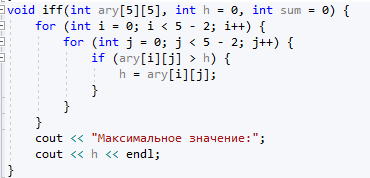 void iff(int ary[5][5], int h = 0, int sum = 0) {
for (int i = 0; i < 5 - 2; i++) {
for (int j = 0; j < 5 - 2; j++) {
if (ary[i][j] > h) {
h = ary[i][j];
}
}
}
cout << "Максимальное значение:";
cout << h << endl;
}